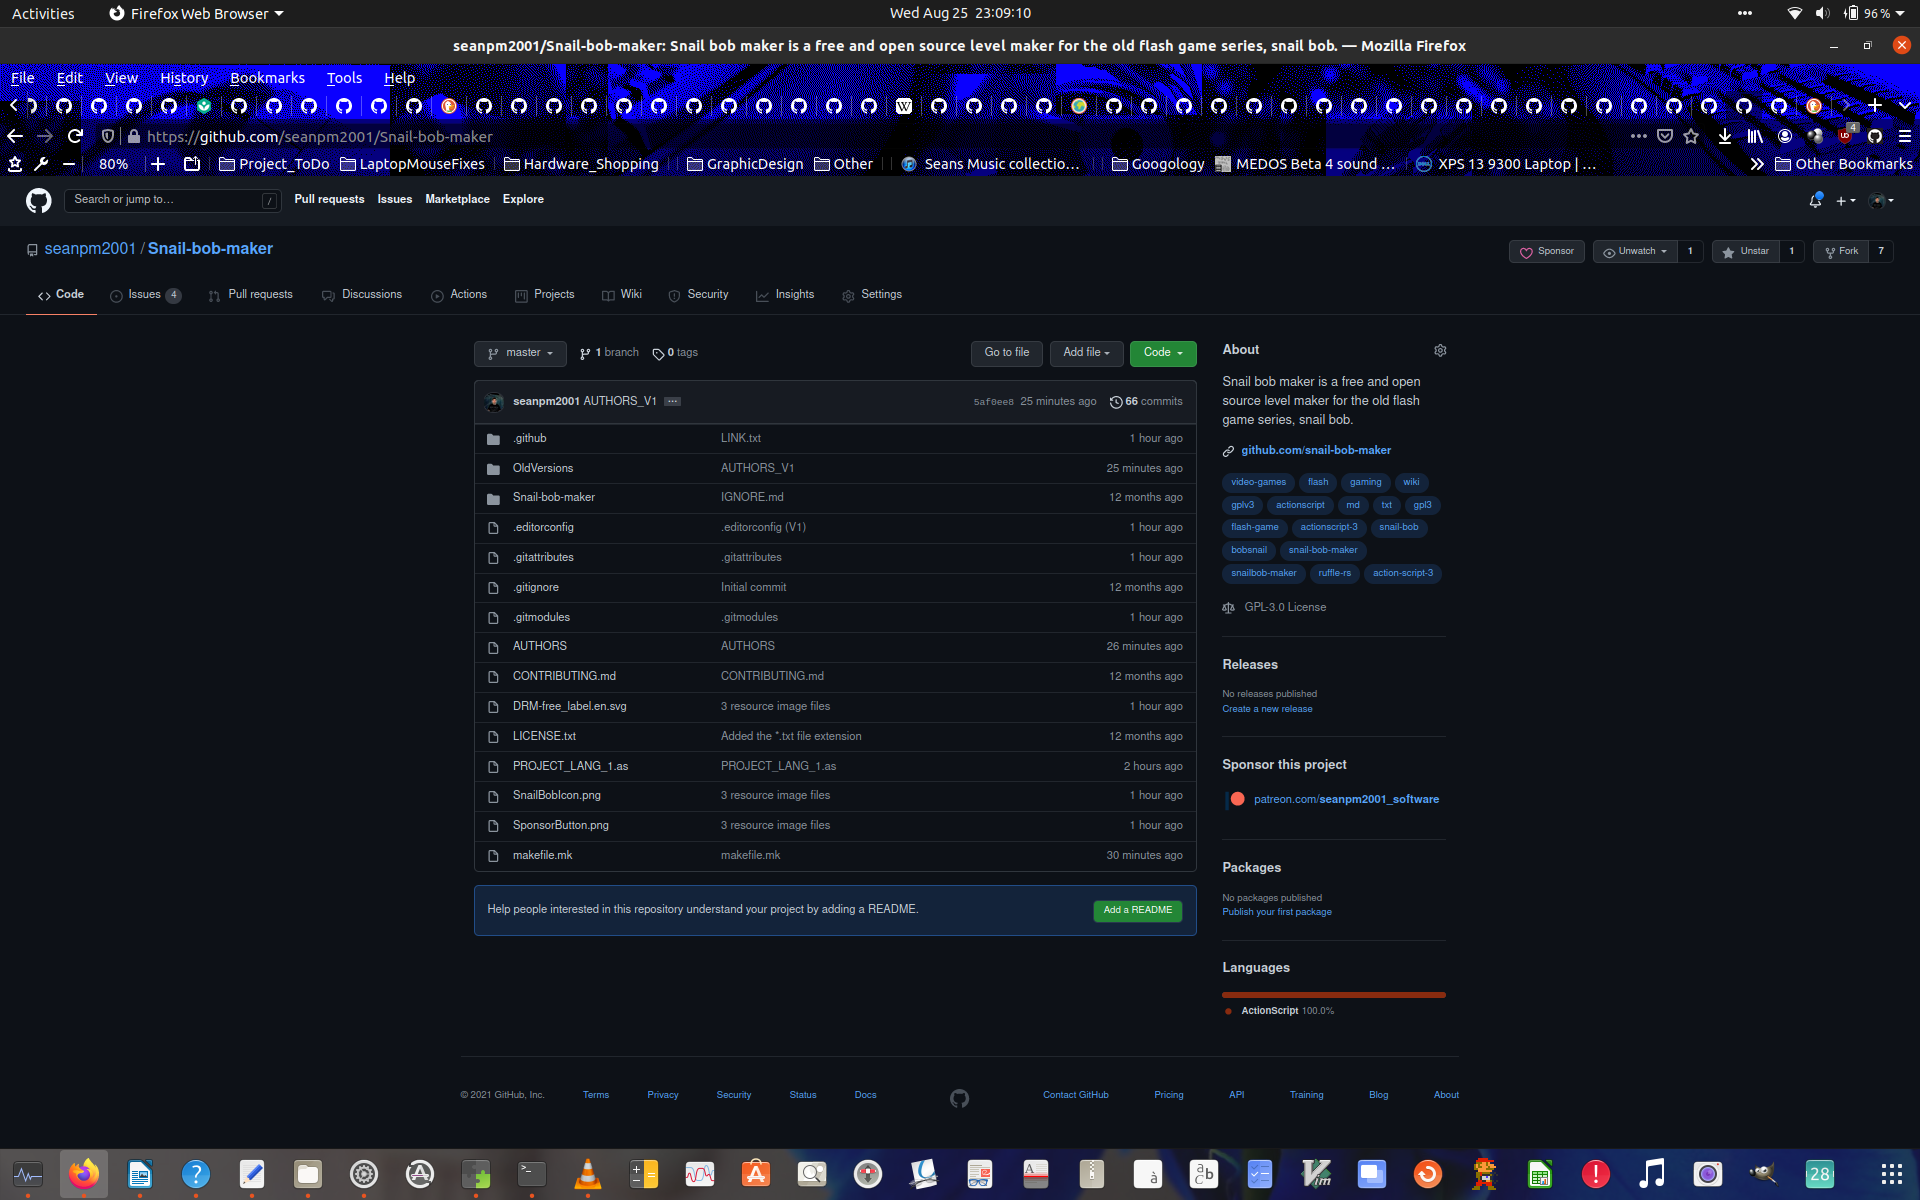 Activities Firefox Web Browser Wed Aug 25 23:09:10 96 %
seanpm2001/Snail-bob-maker: Snail bob maker is a free and open source level maker for the old flash game series, snail bob. — Mozilla Firefox
File Edit View History Bookmarks Tools Help
https://github.com/seanpm2001/Snail-bob-maker 4
80% Project_ToDo LaptopMouseFixes Hardware_Shopping GraphicDesign Other Seans Music collectio… Googology MEDOS Beta 4 sound … XPS 13 9300 Laptop | … Other Bookmarks
Search or jump to… / Pull requests Issues Marketplace Explore
seanpm2001 / Snail-bob-maker Sponsor Unwatch 1 Unstar 1 Fork 7
Code Issues 4 Pull requests Discussions Actions Projects Wiki Security Insights Settings
master 1 branch 0 tags Go to file Add file Code
seanpm2001 AUTHORS_V1 ··· 5af0ee8 25 minutes ago 66 commits
.github LINK.txt 1 hour ago
OldVersions AUTHORS_V1 25 minutes ago
Snail-bob-maker IGNORE.md 12 months ago
.editorconfig .editorconfig (V1) 1 hour ago
.gitattributes .gitattributes 1 hour ago
.gitignore Initial commit 12 months ago
.gitmodules .gitmodules 1 hour ago
AUTHORS AUTHORS 26 minutes ago
CONTRIBUTING.md CONTRIBUTING.md 12 months ago
DRM-free_label.en.svg 3 resource image files 1 hour ago
LICENSE.txt Added the *.txt file extension 12 months ago
PROJECT_LANG_1.as PROJECT_LANG_1.as 2 hours ago
SnailBobIcon.png 3 resource image files 1 hour ago
SponsorButton.png 3 resource image files 1 hour ago
makefile.mk makefile.mk 30 minutes ago
Help people interested in this repository understand your project by adding a README. Add a README
About
Snail bob maker is a free and open
source level maker for the old flash
game series, snail bob.
github.com/snail-bob-maker
video-games flash gaming wiki
gplv3 actionscript md txt gpl3
flash-game actionscript-3 snail-bob
bobsnail snail-bob-maker
snailbob-maker ruffle-rs action-script-3
GPL-3.0 License
Releases
No releases published
Create a new release
Sponsor this project
patreon.com/seanpm2001_software
Packages
No packages published
Publish your first package
Languages
ActionScript 100.0%
© 2021 GitHub, Inc. Terms Privacy Security Status Docs Contact GitHub Pricing API Training Blog About
28